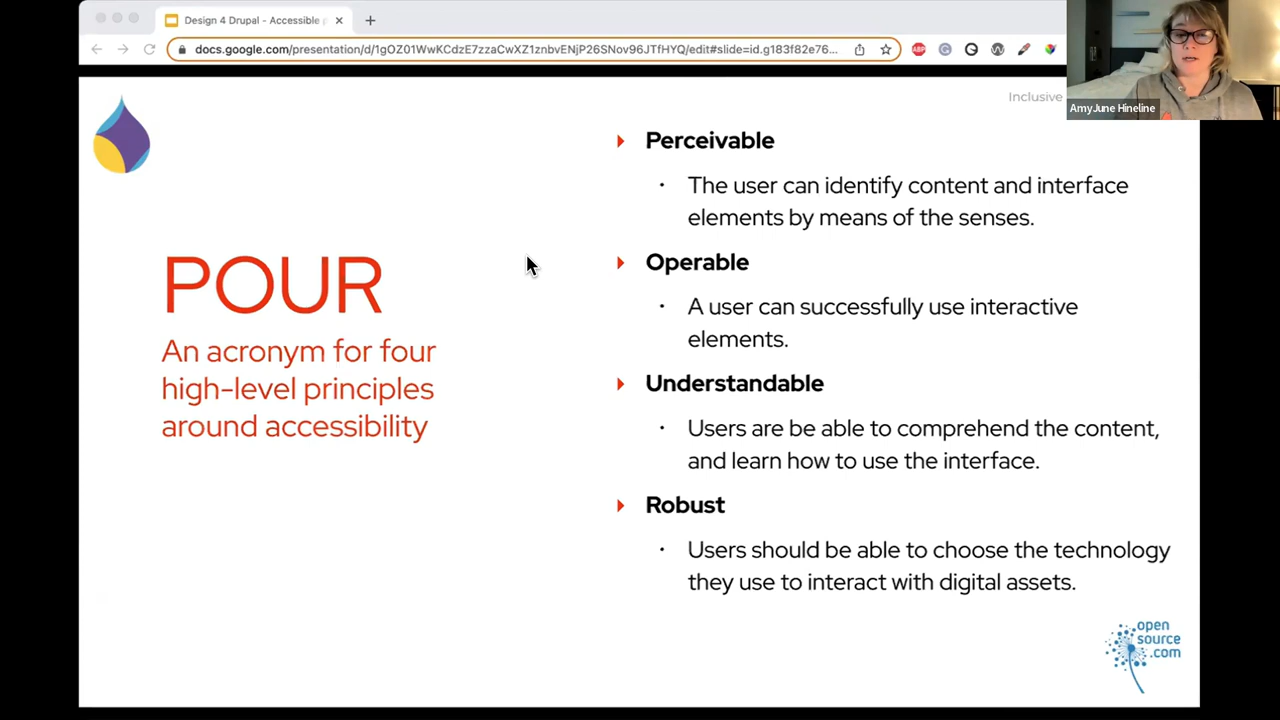 Design 4 Drupal - Accessible
docs.google.com/presentation/d/1gOZ01WwKCdzE7zzaCwXZ1znbvENjP26SNov96JTfHYQ/edit#slide=id.g183f82e76...
ABP
AmyJune Hineline
Inclusive
POUR
An acronym for four
high-level principles
around accessibility
Perceivable
The user can identify content and interface
elements by means of the senses.
Operable
A user can successfully use interactive
elements.
Understandable
Users are be able to comprehend the content,
and learn how to use the interface.
Robust
Users should be able to choose the technology
they use to interact with digital assets.
open
source
.com